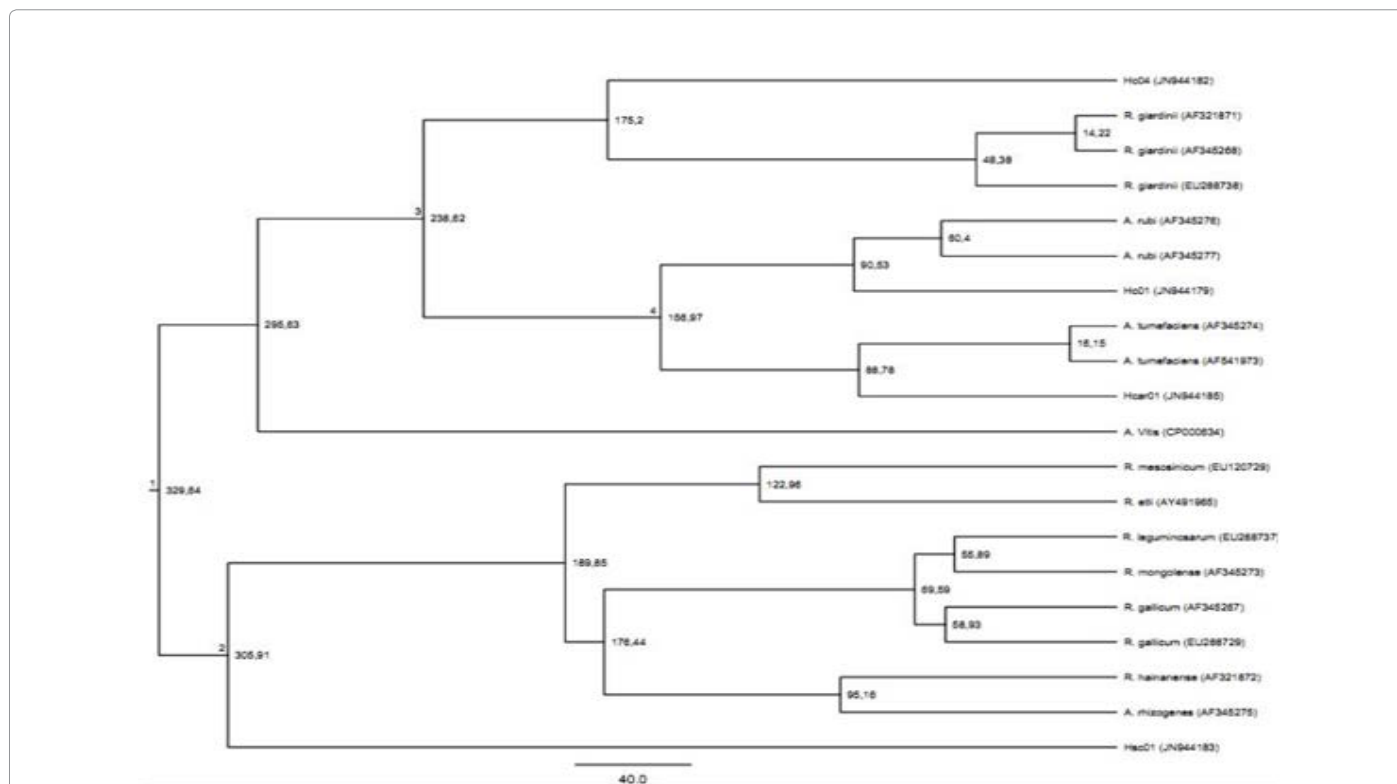 Hc04 (JN944182)
R. giardinii (AF321871)
175,2
14,22
R. giardinii (AF345268)
48,38
R. giardinii (EU288738)
3
238,62
A. rubi (AF345276)
60,4
A. rubi (AF345277)
90,53
Hc01 (JN944179)
4
156,97
295,63
A. tumefaciens (AF345274)
16,15
A. tumefaciens (AF541973)
88,78
Hcar01 (JN944185)
A. Vitis (CP000634)
R. mesosinicum (EU120729)
1
329,84
122,96
R. etli (AY491965)
R. leguminosarum (EU288737)
55,89
189,85
R. mongolense (AF345273)
69,59
R. gallicum (AF345267)
58,93
176,44
R. gallicum (EU288729)
2
305,91
R. hainanense (AF321872)
95,16
A. rhizogenes (AF345275)
Hsc01 (JN944183)
40.0